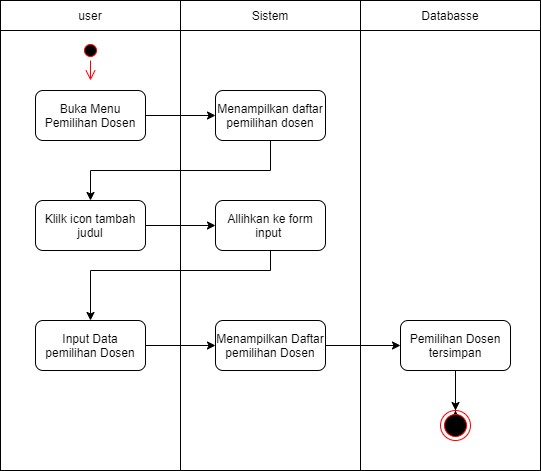 user
Sistem
Databasse
Buka Menu
Pemilihan Dosen
Menampilkan daftar
pemilihan dosen
Klilk icon tambah
judul
Allihkan ke form
input
Input Data
pemilihan Dosen
Menampilkan Daftar
pemilihan Dosen
Pemilihan Dosen
tersimpan